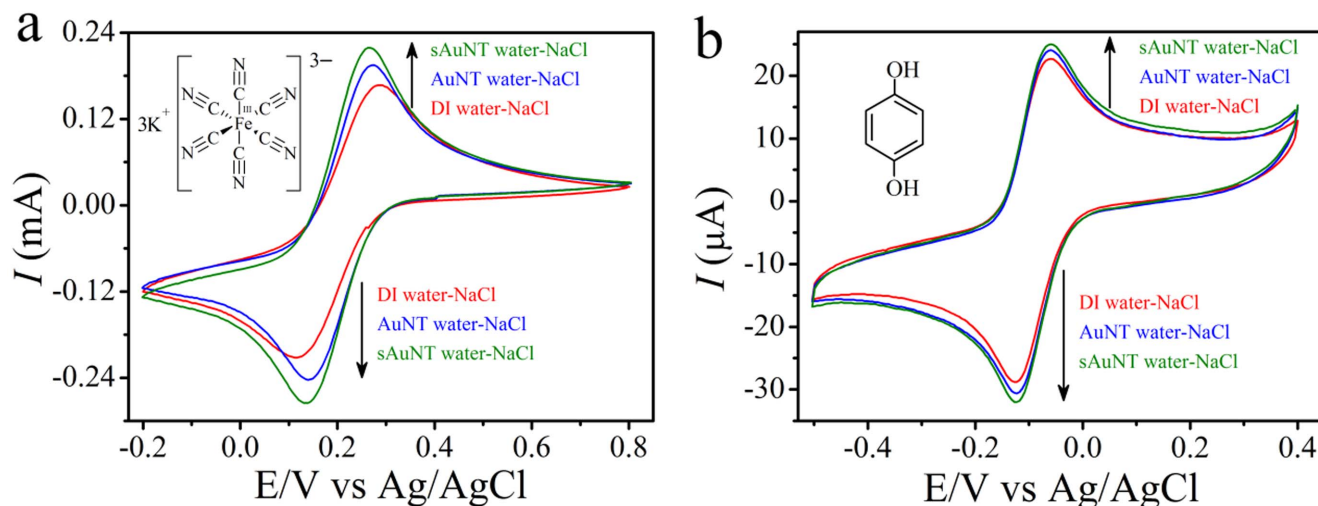 a
0.24
0.12
0.00
-0.12
-0.24
I (mA)
sAuNT water-NaCl
AuNT water-NaCl
DI water-NaCl
3–
3K+
N
C
N
C
C
N
III
Fe
N
C
C
N
C
N
DI water-NaCl
AuNT water-NaCl
sAuNT water-NaCl
-0.2
0.0
0.2
0.4
0.6
0.8
E/V vs Ag/AgCl
b
20
10
0
-10
-20
-30
I (μA)
sAuNT water-NaCl
AuNT water-NaCl
DI water-NaCl
OH
OH
DI water-NaCl
AuNT water-NaCl
sAuNT water-NaCl
-0.4
-0.2
0.0
0.2
0.4
E/V vs Ag/AgCl